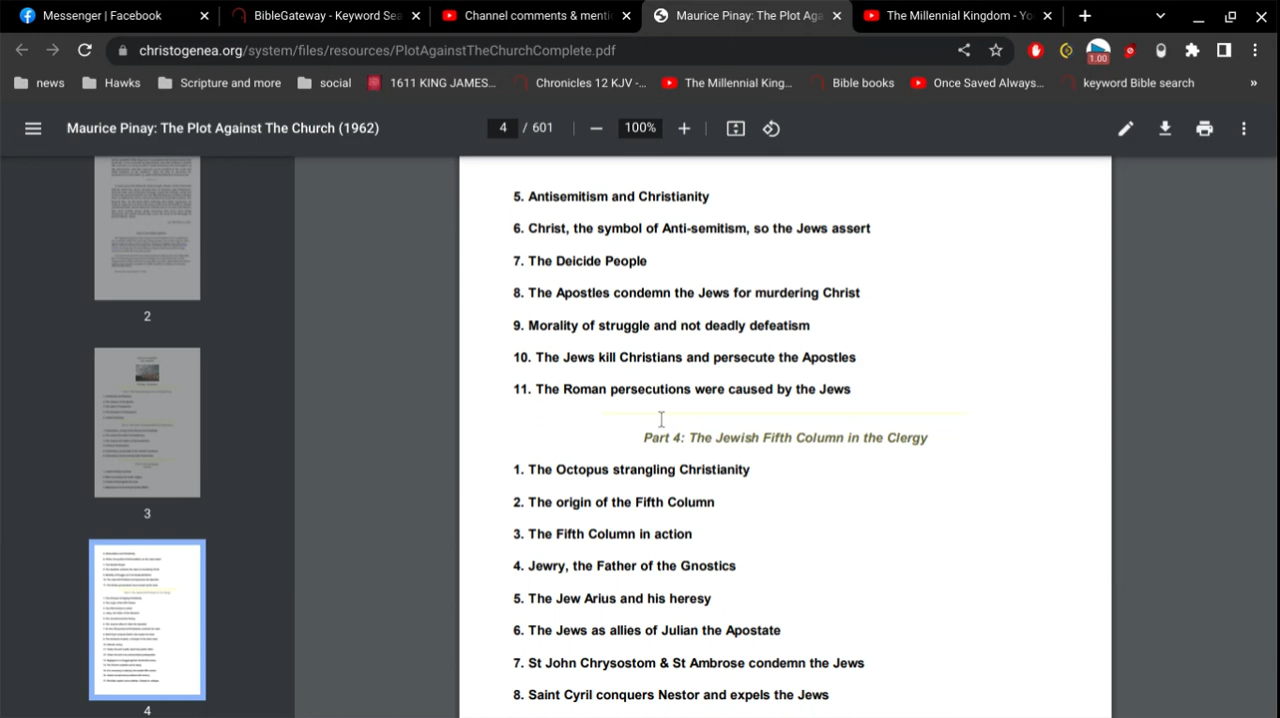 Messenger | Facebook
BibleGateway - Keyword Sea
Channel comments & menti
Maurice Pinay: The Plot Aga
The Millennial Kingdom - Yo
christogenea.org/system/files/resources/PlotAgainstTheChurchComplete.pdf
1.00
news
Hawks
Scripture and more
social
1611 KING JAMES...
Chronicles 12 KJV -...
The Millennial King...
Bible books
Once Saved Always...
keyword Bible search
»
Maurice Pinay: The Plot Against The Church (1962)
4 / 601
100%
2
3
4
5. Antisemitism and Christianity
6. Christ, the symbol of Anti-semitism, so the Jews assert
7. The Deicide People
8. The Apostles condemn the Jews for murdering Christ
9. Morality of struggle and not deadly defeatism
10. The Jews kill Christians and persecute the Apostles
11. The Roman persecutions were caused by the Jews
Part 4: The Jewish Fifth Column in the Clergy
1. The Octopus strangling Christianity
2. The origin of the Fifth Column
3. The Fifth Column in action
4. Jewry, the Father of the Gnostics
5. The Jew Arius and his heresy
6. The Jews as allies of Julian the Apostate
7. St John Chrysostom & St Ambrose condemn the Jews
8. Saint Cyril conquers Nestor and expels the Jews